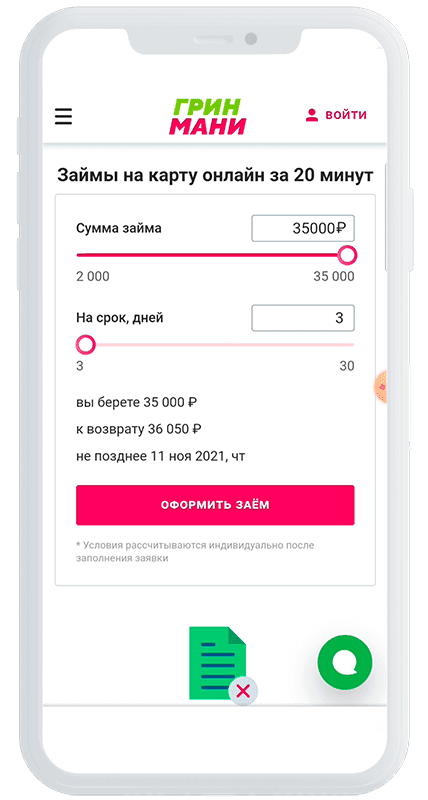 ГРИН
МАНИ
ВОЙТИ
Займы на карту онлайн за 20 минут
Сумма займа
35000₽
2 000
35 000
На срок, дней
3
3
30
вы берете 35 000 ₽
к возврату 36 050 ₽
не позднее 11 ноя 2021, чт
ОФОРМИТЬ ЗАЁМ
* Условия рассчитываются индивидуально после
заполнения заявки